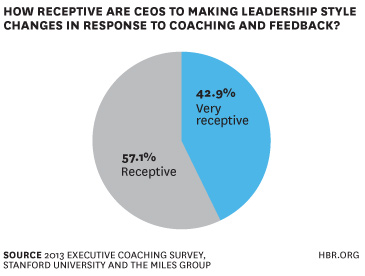 HOW RECEPTIVE ARE CEOS TO MAKING LEADERSHIP STYLE
CHANGES IN RESPONSE TO COACHING AND FEEDBACK?
42.9%
Very
receptive
57.1%
Receptive
SOURCE 2013 EXECUTIVE COACHING SURVEY,
STANFORD UNIVERSITY AND THE MILES GROUP
HBR.ORG